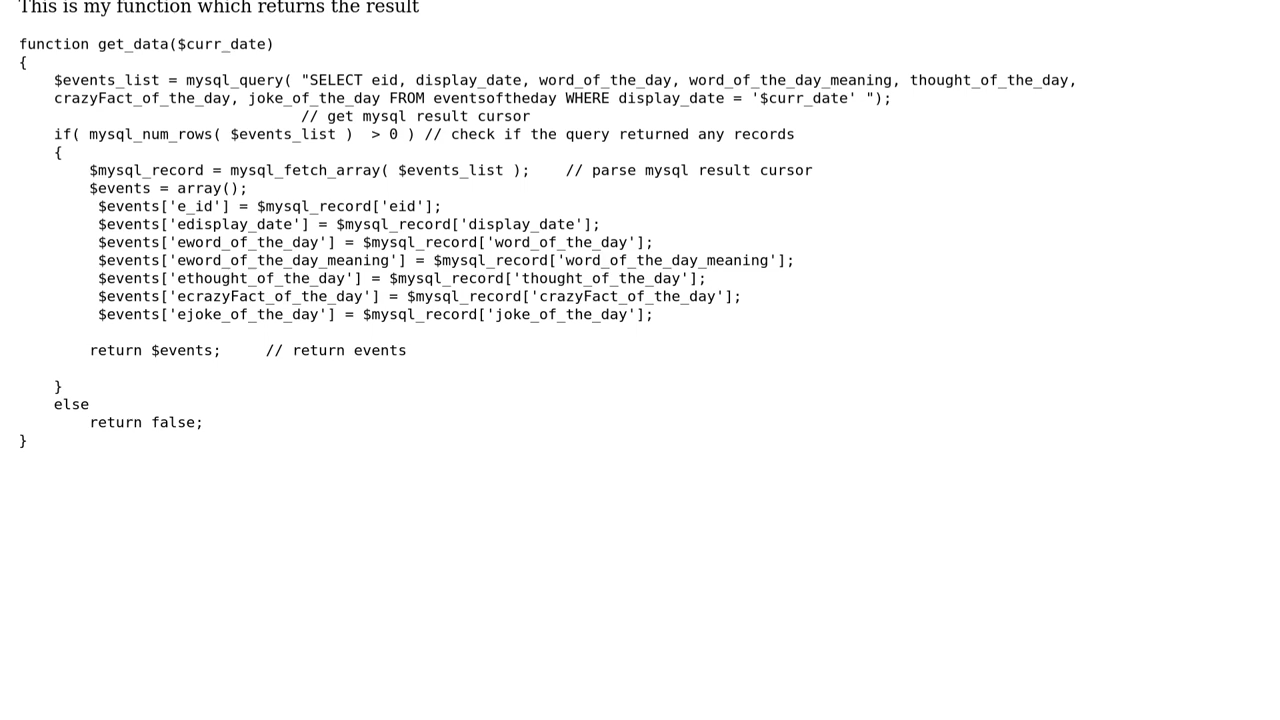 This is my function which returns the result
function get_data($curr_date)
{
    $events_list = mysql_query( "SELECT eid, display_date, word_of_the_day, word_of_the_day_meaning, thought_of_the_day,
    crazyFact_of_the_day, joke_of_the_day FROM eventsoftheday WHERE display_date = '$curr_date' ");
                                // get mysql result cursor
    if( mysql_num_rows( $events_list )  > 0 ) // check if the query returned any records
    {
        $mysql_record = mysql_fetch_array( $events_list );    // parse mysql result cursor
        $events = array();
         $events['e_id'] = $mysql_record['eid'];
         $events['edisplay_date'] = $mysql_record['display_date'];
         $events['eword_of_the_day'] = $mysql_record['word_of_the_day'];
         $events['eword_of_the_day_meaning'] = $mysql_record['word_of_the_day_meaning'];
         $events['ethought_of_the_day'] = $mysql_record['thought_of_the_day'];
         $events['ecrazyFact_of_the_day'] = $mysql_record['crazyFact_of_the_day'];
         $events['ejoke_of_the_day'] = $mysql_record['joke_of_the_day'];

        return $events;     // return events

    }
    else
        return false;
}